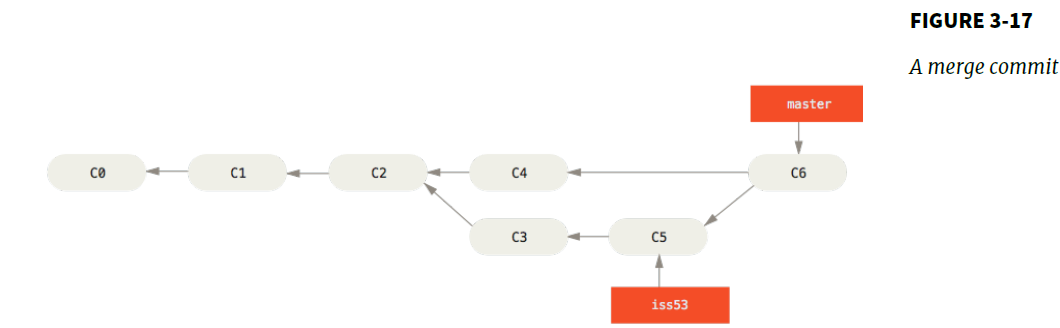 FIGURE 3-17
A merge commit
master
C0
C1
C2
C4
C6
C3
C5
iss53